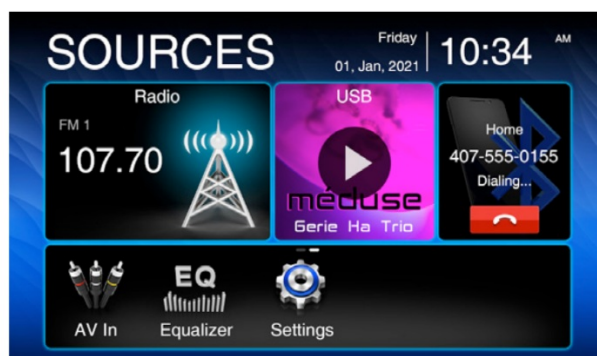 SOURCES
Friday
01, Jan, 2021
10:34 AM
Radio
FM 1
107.70
USB
méduse
Gerie Ha Trio
Home
407-555-0155
Dialing...
EQ
AV In
Equalizer
Settings